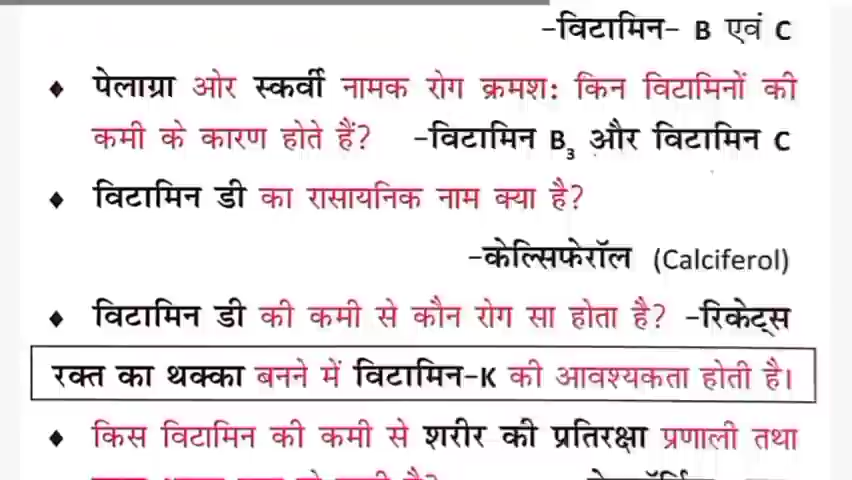 -विटामिन- B एवं C
♦ पेलाग्रा ओर स्कर्वी नामक रोग क्रमश: किन विटामिनों की
कमी के कारण होते हैं? -विटामिन B₃ और विटामिन C
♦ विटामिन डी का रासायनिक नाम क्या है?
-केल्सिफेरॉल (Calciferol)
♦ विटामिन डी की कमी से कौन रोग सा होता है? -रिकेट्स
रक्त का थक्का बनने में विटामिन-K की आवश्यकता होती है।
♦ किस विटामिन की कमी से शरीर की प्रतिरक्षा प्रणाली तथा